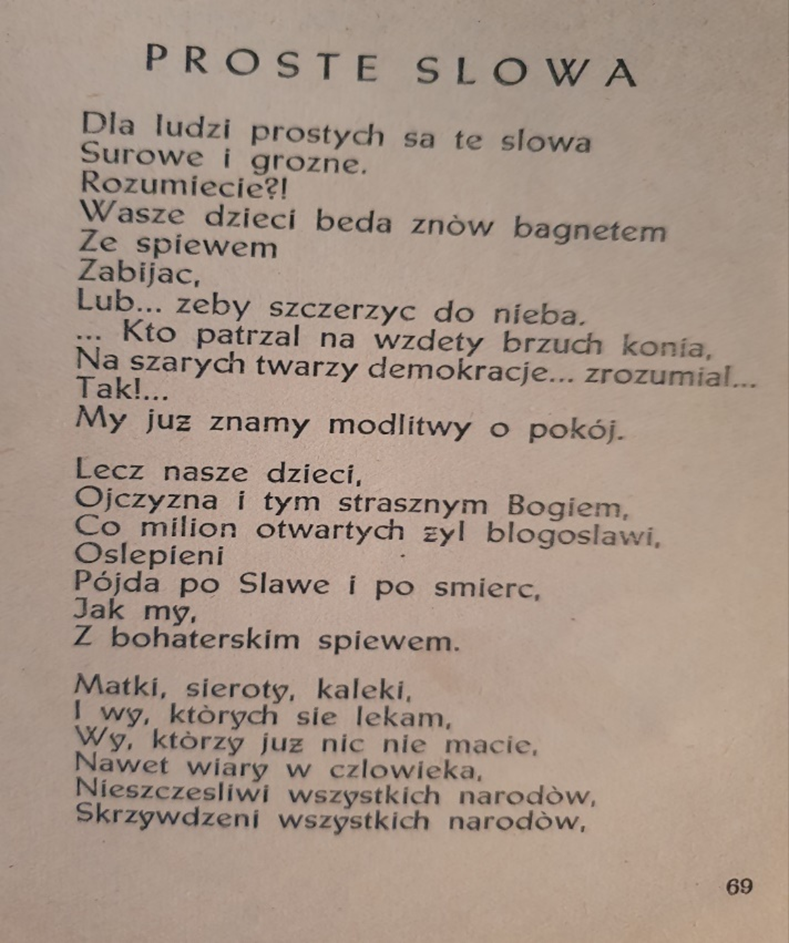 PROSTE SLOWA
Dla ludzi prostych sa te slowa
Surowe i grozne.
Rozumiecie?!
Wasze dzieci beda znòw bagnetem
Ze spiewem
Zabijac,
Lub... zeby szczerzyc do nieba.
... Kto patrzal na wzdety brzuch konia,
Na szarych twarzy demokracje... zrozumial...
Tak!...
My juz znamy modlitwy o pokój.
Lecz nasze dzieci,
Ojczyzna i tym strasznym Bogiem,
Co milion otwartych zyl blogoslawi,
Oslepieni
Pójda po Slawe i po smierc,
Jak my,
Z bohaterskim spiewem.
Matki, sieroty, kaleki,
I wy, których sie lekam,
Wy, którzy juz nic nie macie,
Nawet wiary w czlowieka,
Nieszczesliwi wszystkich narodòw,
Skrzywdzeni wszystkich narodòw,
69